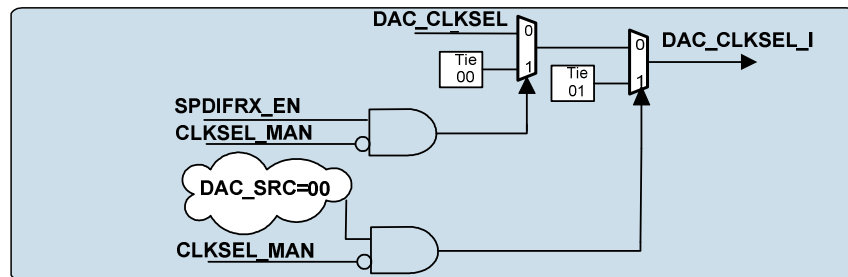 DAC_CLKSEL
0
1
Tie
00
0
1
Tie
01
DAC_CLKSEL_I
SPDIFRX_EN
CLKSEL_MAN
DAC_SRC=00
CLKSEL_MAN